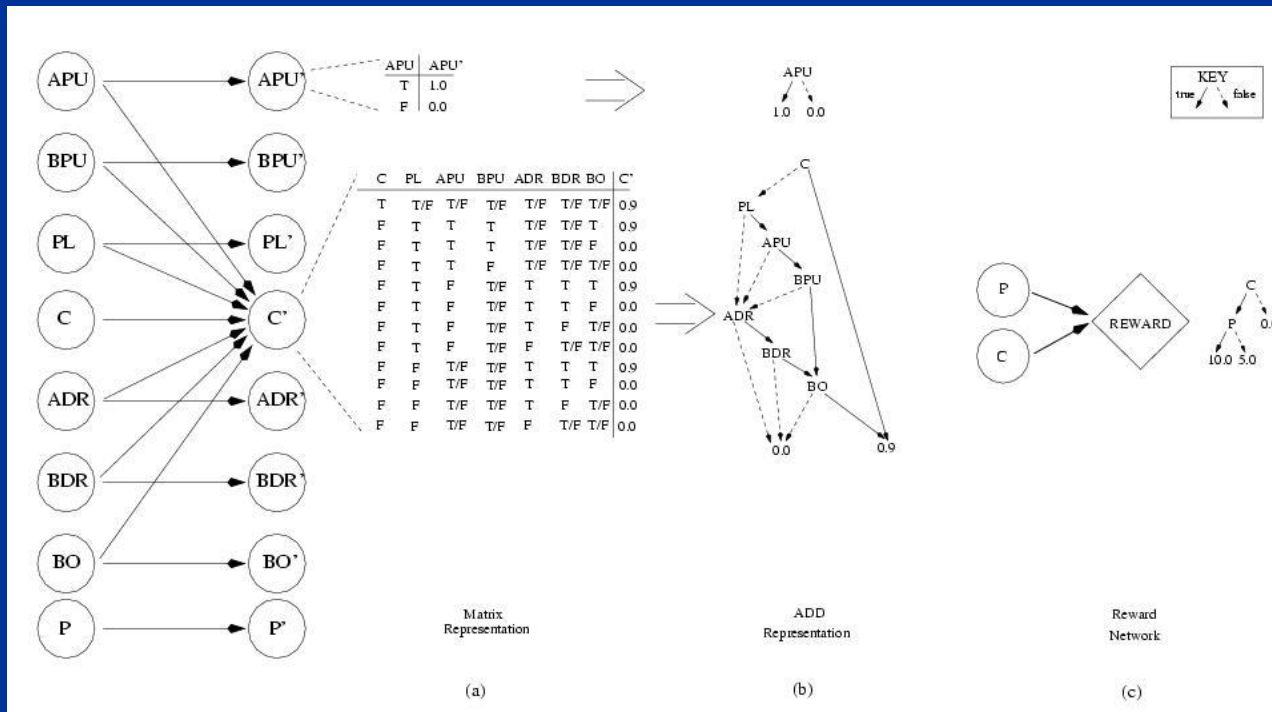 APU
APU'
BPU
BPU'
PL
PL'
C
C'
ADR
ADR'
BDR
BDR'
BO
BO'
P
P'
APU APU'
T 1.0
F 0.0
C PL APU BPU ADR BDR BO C'
T T/F T/F T/F T/F T/F T/F 0.9
F T T T T/F T/F T 0.9
F T T T T/F T/F F 0.0
F T T F T/F T/F T/F 0.0
F T F T/F T T T 0.9
F T F T/F T T F 0.0
F T F T/F T F T/F 0.0
F T F T/F F T/F T/F 0.0
F F T/F T/F T T T 0.9
F F T/F T/F T T F 0.0
F F T/F T/F T F T/F 0.0
F F T/F T/F F T/F T/F 0.0
Matrix
Representation
(a)
APU
1.0 0.0
C
PL
APU
BPU
ADR
BDR
BO
0.0
0.9
ADD
Representation
(b)
KEY
true false
P
C
REWARD
C
P
10.0 5.0
Reward
Network
(c)